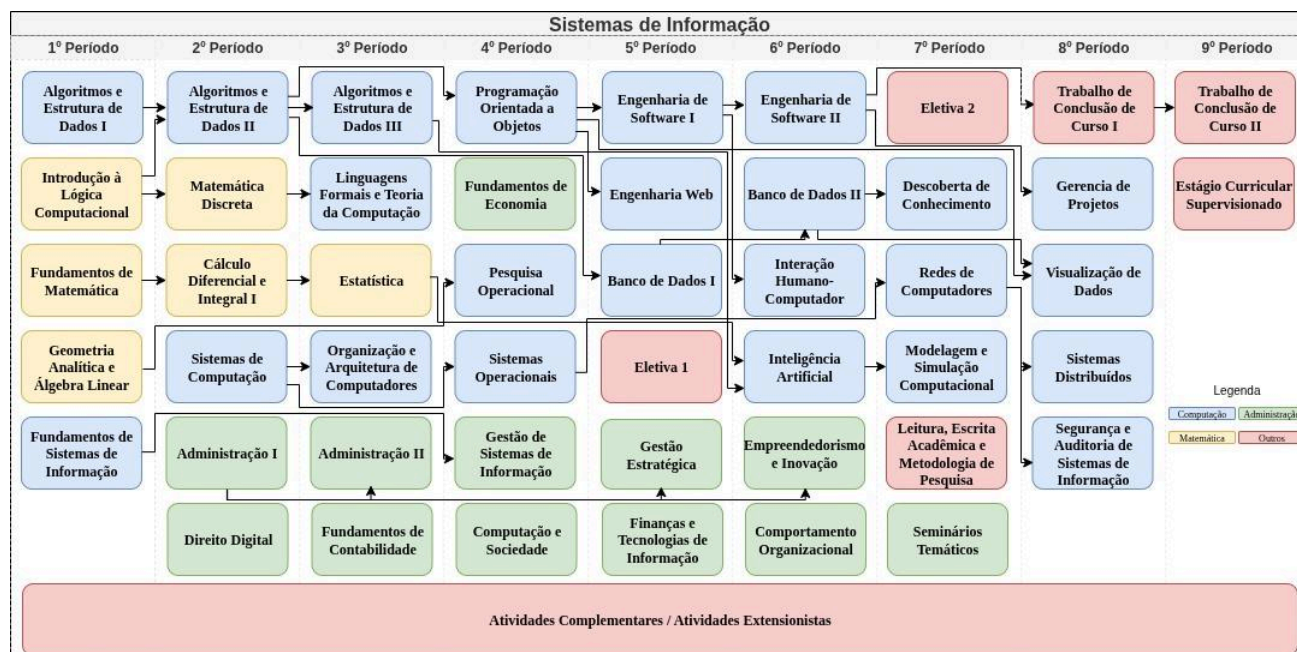 Sistemas de Informação
1º Período
2º Período
3º Período
4º Período
5º Período
6º Período
7º Período
8º Período
9º Período
Algoritmos e
Estrutura de
Dados I
Algoritmos e
Estrutura de
Dados II
Algoritmos e
Estrutura de
Dados III
Programação
Orientada a
Objetos
Engenharia de
Software I
Engenharia de
Software II
Eletiva 2
Trabalho de
Conclusão de
Curso I
Trabalho de
Conclusão de
Curso II
Introdução à
Lógica
Computacional
Matemática
Discreta
Linguagens
Formais e Teoria
da Computação
Fundamentos de
Economia
Engenharia Web
Banco de Dados II
Descoberta de
Conhecimento
Gerencia de
Projetos
Estágio Curricular
Supervisionado
Fundamentos de
Matemática
Cálculo
Diferencial e
Integral I
Estatística
Pesquisa
Operacional
Banco de Dados I
Interação
Humano-
Computador
Redes de
Computadores
Visualização de
Dados
Geometria
Analítica e
Álgebra Linear
Sistemas de
Computação
Organização e
Arquitetura de
Computadores
Sistemas
Operacionais
Eletiva 1
Inteligência
Artificial
Modelagem e
Simulação
Computacional
Sistemas
Distribuídos
Legenda
Computação
Administração
Matemática
Outros
Fundamentos de
Sistemas de
Informação
Administração I
Administração II
Gestão de
Sistemas de
Informação
Gestão
Estratégica
Empreendedorismo
e Inovação
Leitura, Escrita
Acadêmica e
Metodologia de
Pesquisa
Segurança e
Auditoria de
Sistemas de
Informação
Direito Digital
Fundamentos de
Contabilidade
Computação e
Sociedade
Finanças e
Tecnologias de
Informação
Comportamento
Organizacional
Seminários
Temáticos
Atividades Complementares / Atividades Extensionistas